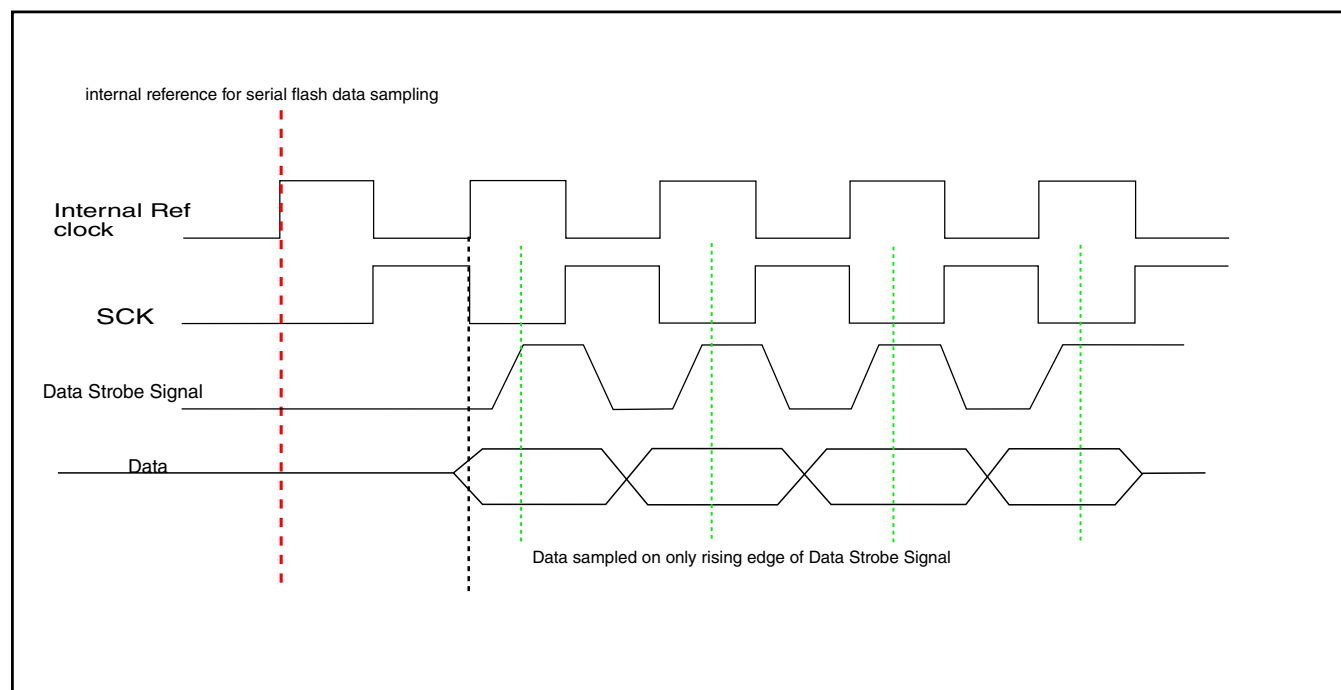 internal reference for serial flash data sampling
Internal Ref
clock
SCK
Data Strobe Signal
Data
Data sampled on only rising edge of Data Strobe Signal